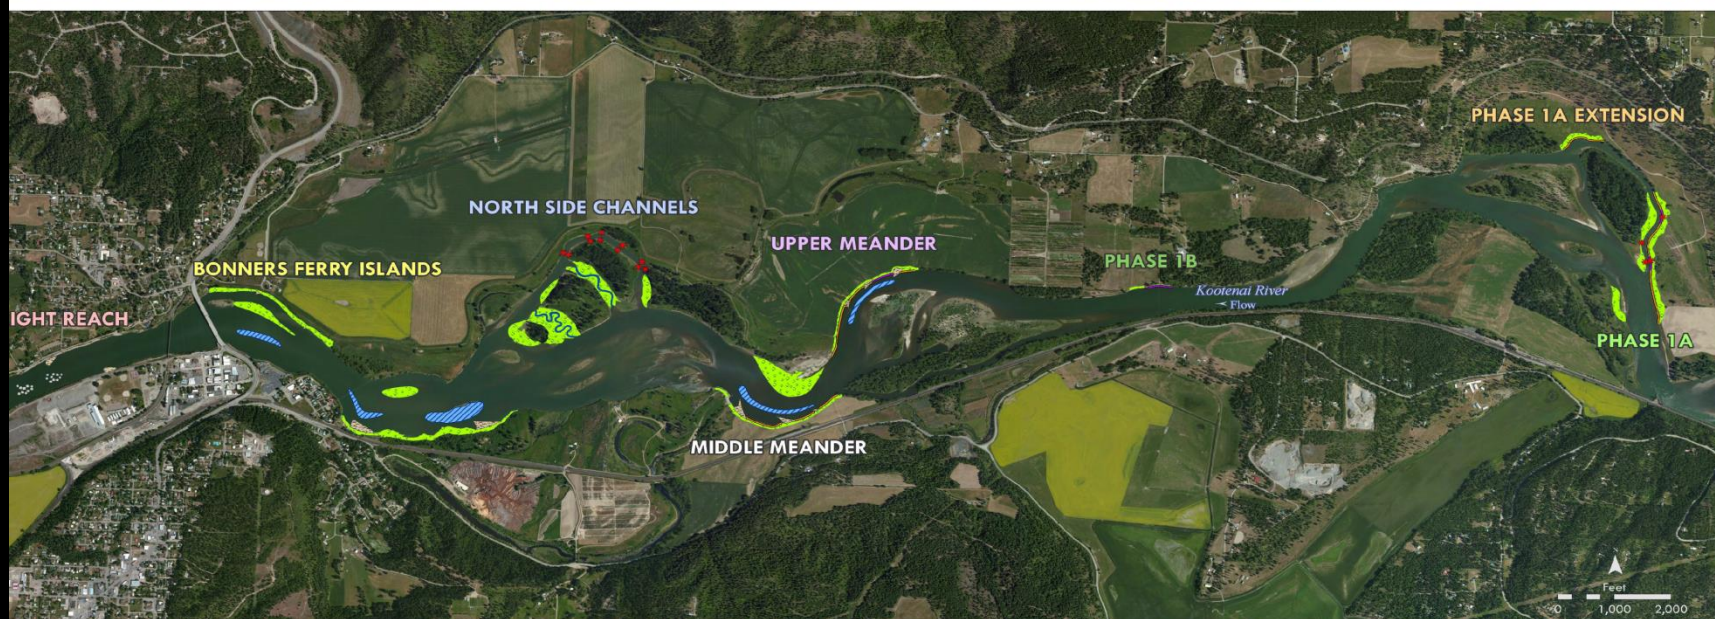 PHASE 1A EXTENSION
NORTH SIDE CHANNELS
UPPER MEANDER
BONNERS FERRY ISLANDS
PHASE 1B
Kootenai River
Flow
IGHT REACH
PHASE 1A
MIDDLE MEANDER
Feet
0 1,000 2,000